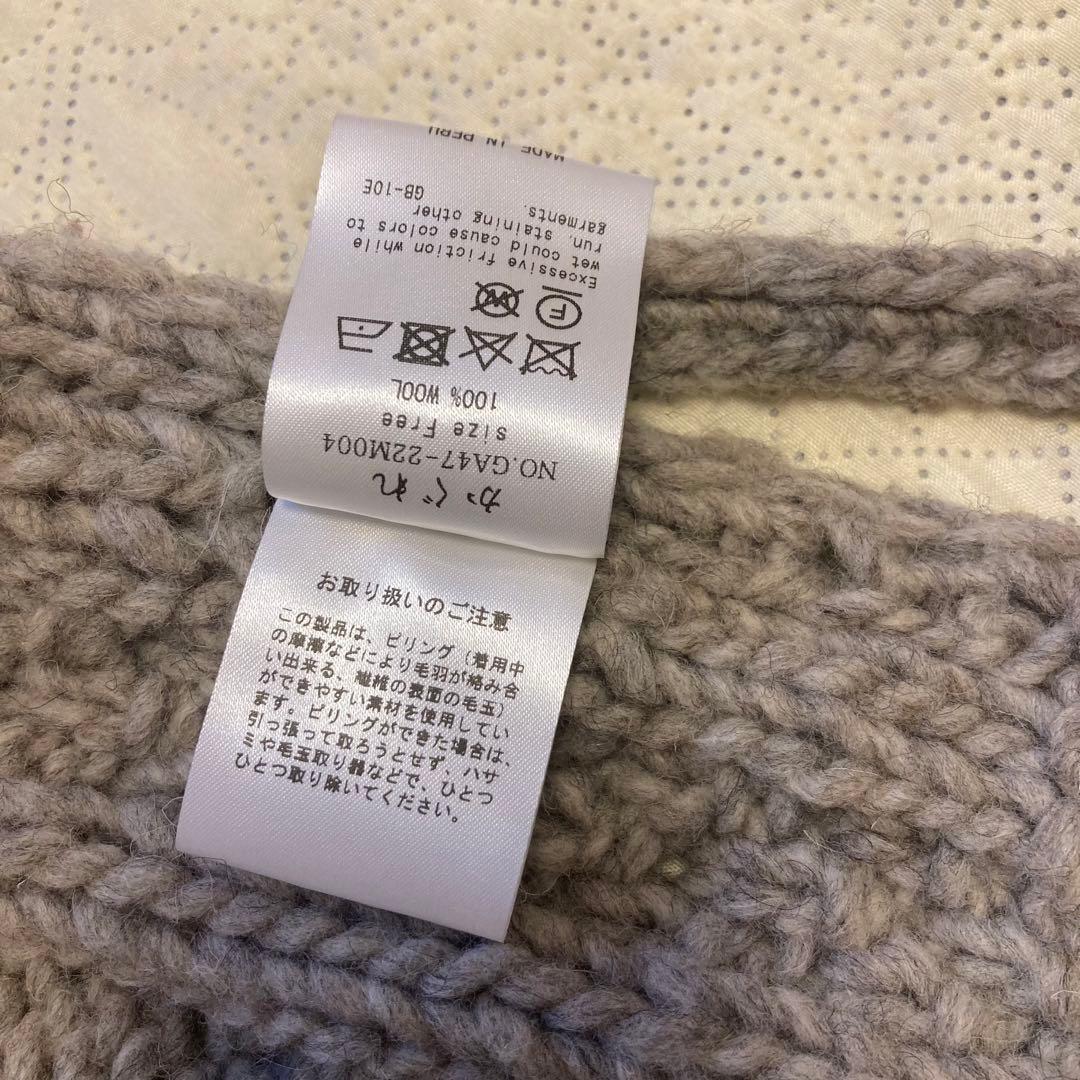 かぐれ
NO.GA47-22M004
Size Free
100% WOOL
F
W
Excessive friction while
wet could cause colors to
run, staining other
garments.
GB-10E
MADE IN PERU
お取り扱いのご注意
この製品は、ピリング（着用中
の摩擦などにより毛羽が絡み合
い出来る、繊維の表面の毛玉）
ができやすい素材を使用してい
ます。ピリングができた場合は、
引っ張って取ろうとせず、ハサ
ミや毛玉取り器などで、ひとつ
ひとつ取り除いてください。